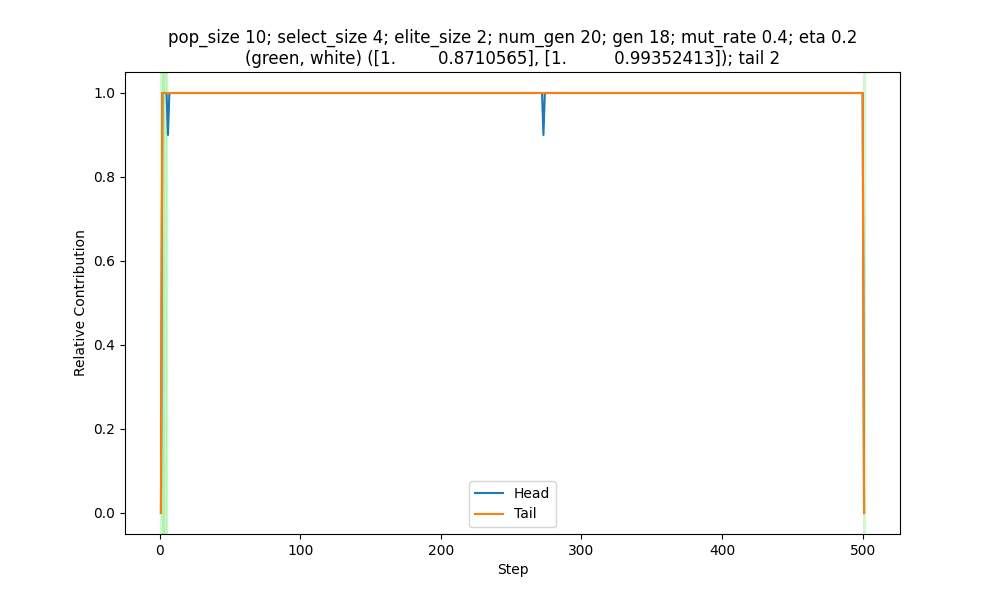 pop_size 10; select_size 4; elite_size 2; num_gen 20; gen 18; mut_rate 0.4; eta 0.2
(green, white) ([1.        0.8710565], [1.         0.99352413]); tail 2
1.0
0.8
0.6
0.4
0.2
0.0
Relative Contribution
Head
Tail
0
100
200
300
400
500
Step